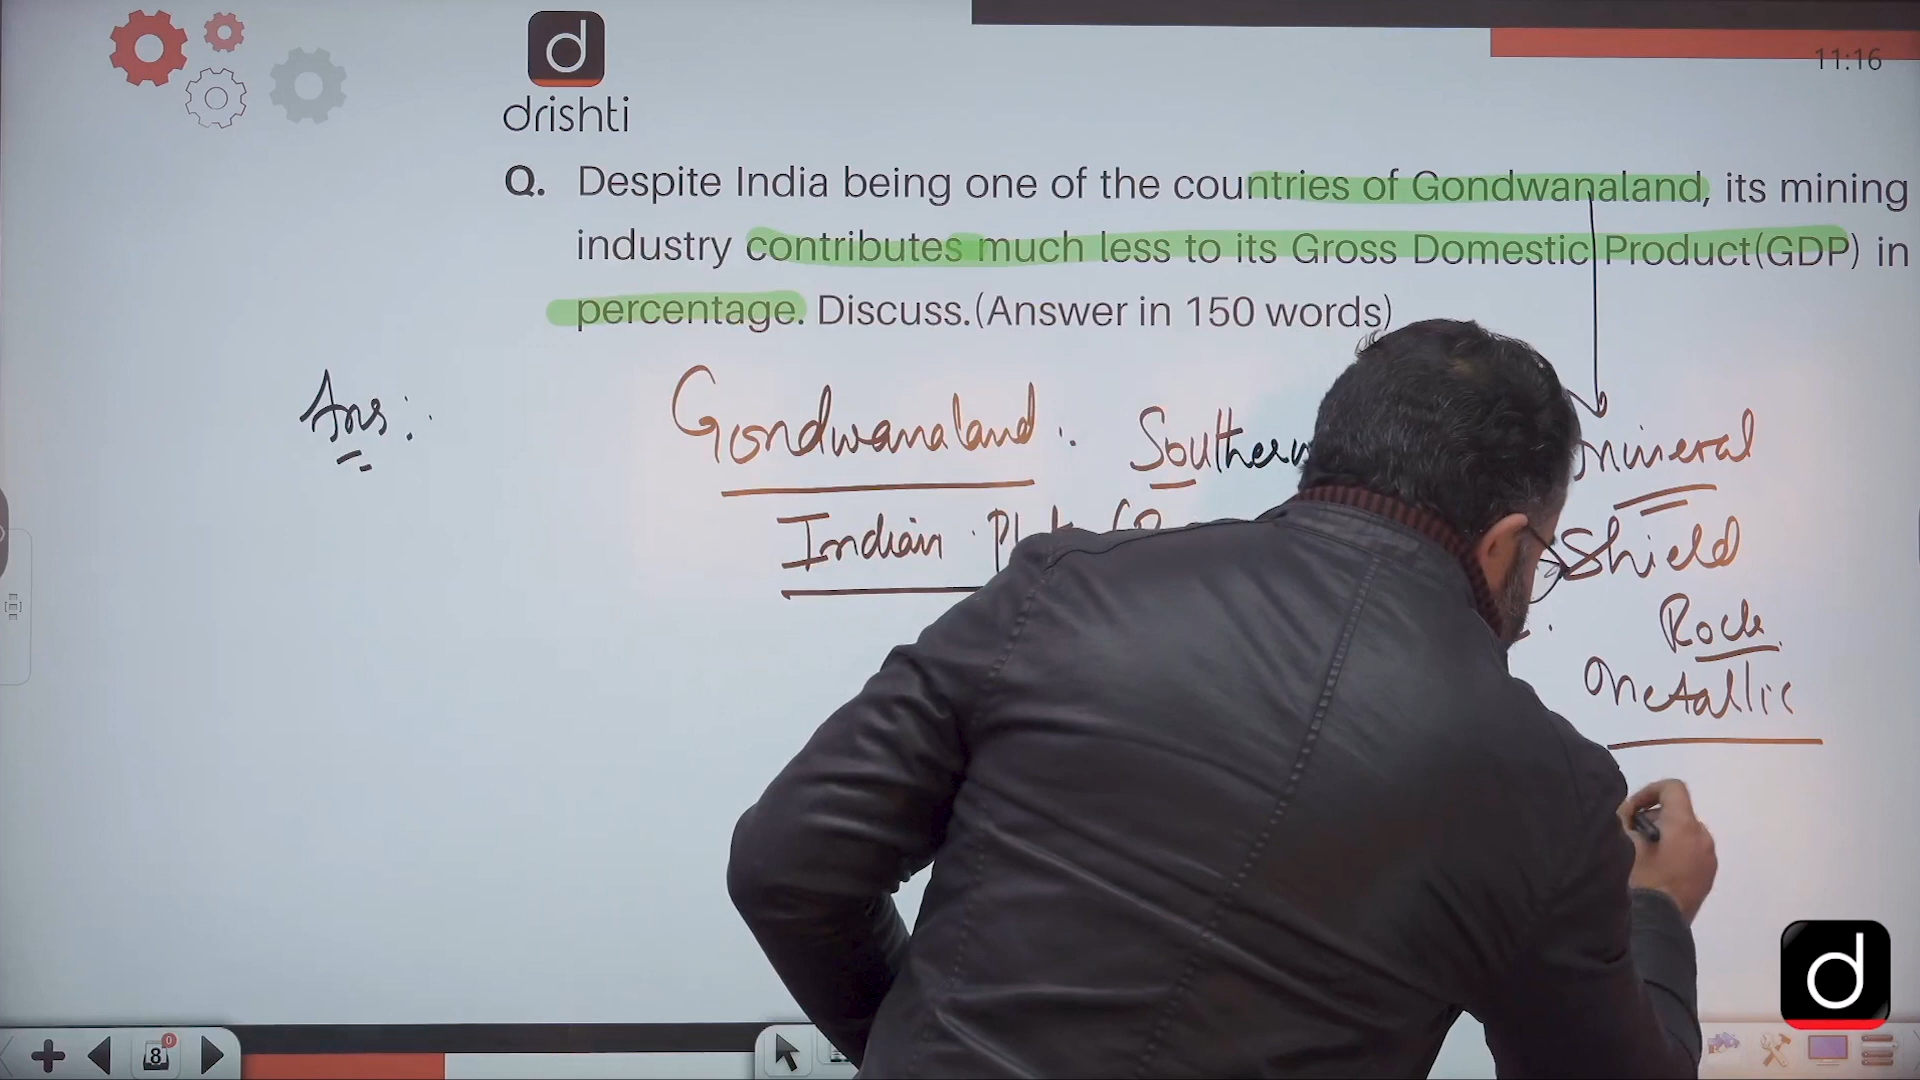 11:16
d
drishti
Q. Despite India being one of the countries of Gondwanaland, its mining
industry contributes much less to its Gross Domestic Product(GDP) in
percentage. Discuss.(Answer in 150 words)
Ans:
Gondwanaland: Southern mineral
Indian Shield
Rock
metallic
8
0
d